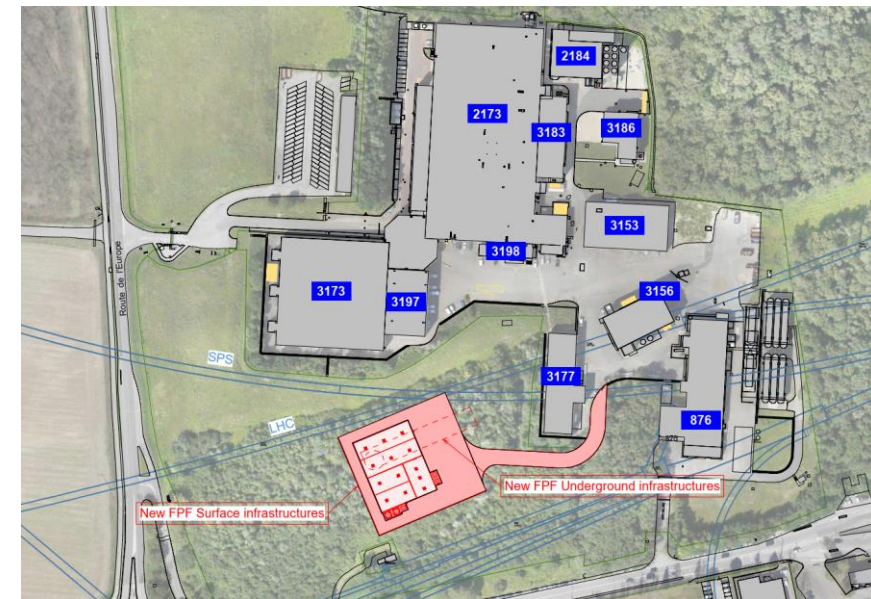 2184
2173
3183
3186
3153
3198
Route de l'Europe
3173
3197
3156
SPS
3177
876
LHC
New FPF Underground infrastructures
New FPF Surface infrastructures